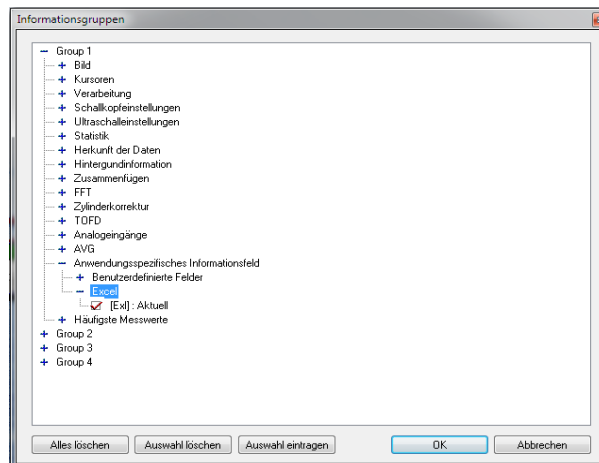 Informationsgruppen
Group 1
Bild
Kursoren
Verarbeitung
Schallkopfeinstellungen
Ultraschalleinstellungen
Statistik
Herkunft der Daten
Hintergundinformation
Zusammenfügen
FFT
Zylinderkorrektur
TOFD
Analogeingänge
AVG
Anwendungsspezifisches Informationsfeld
Benutzerdefinierte Felder
Excel
[Exl] : Aktuell
Häufigste Messwerte
Group 2
Group 3
Group 4
Alles löschen Auswahl löschen Auswahl eintragen OK Abbrechen